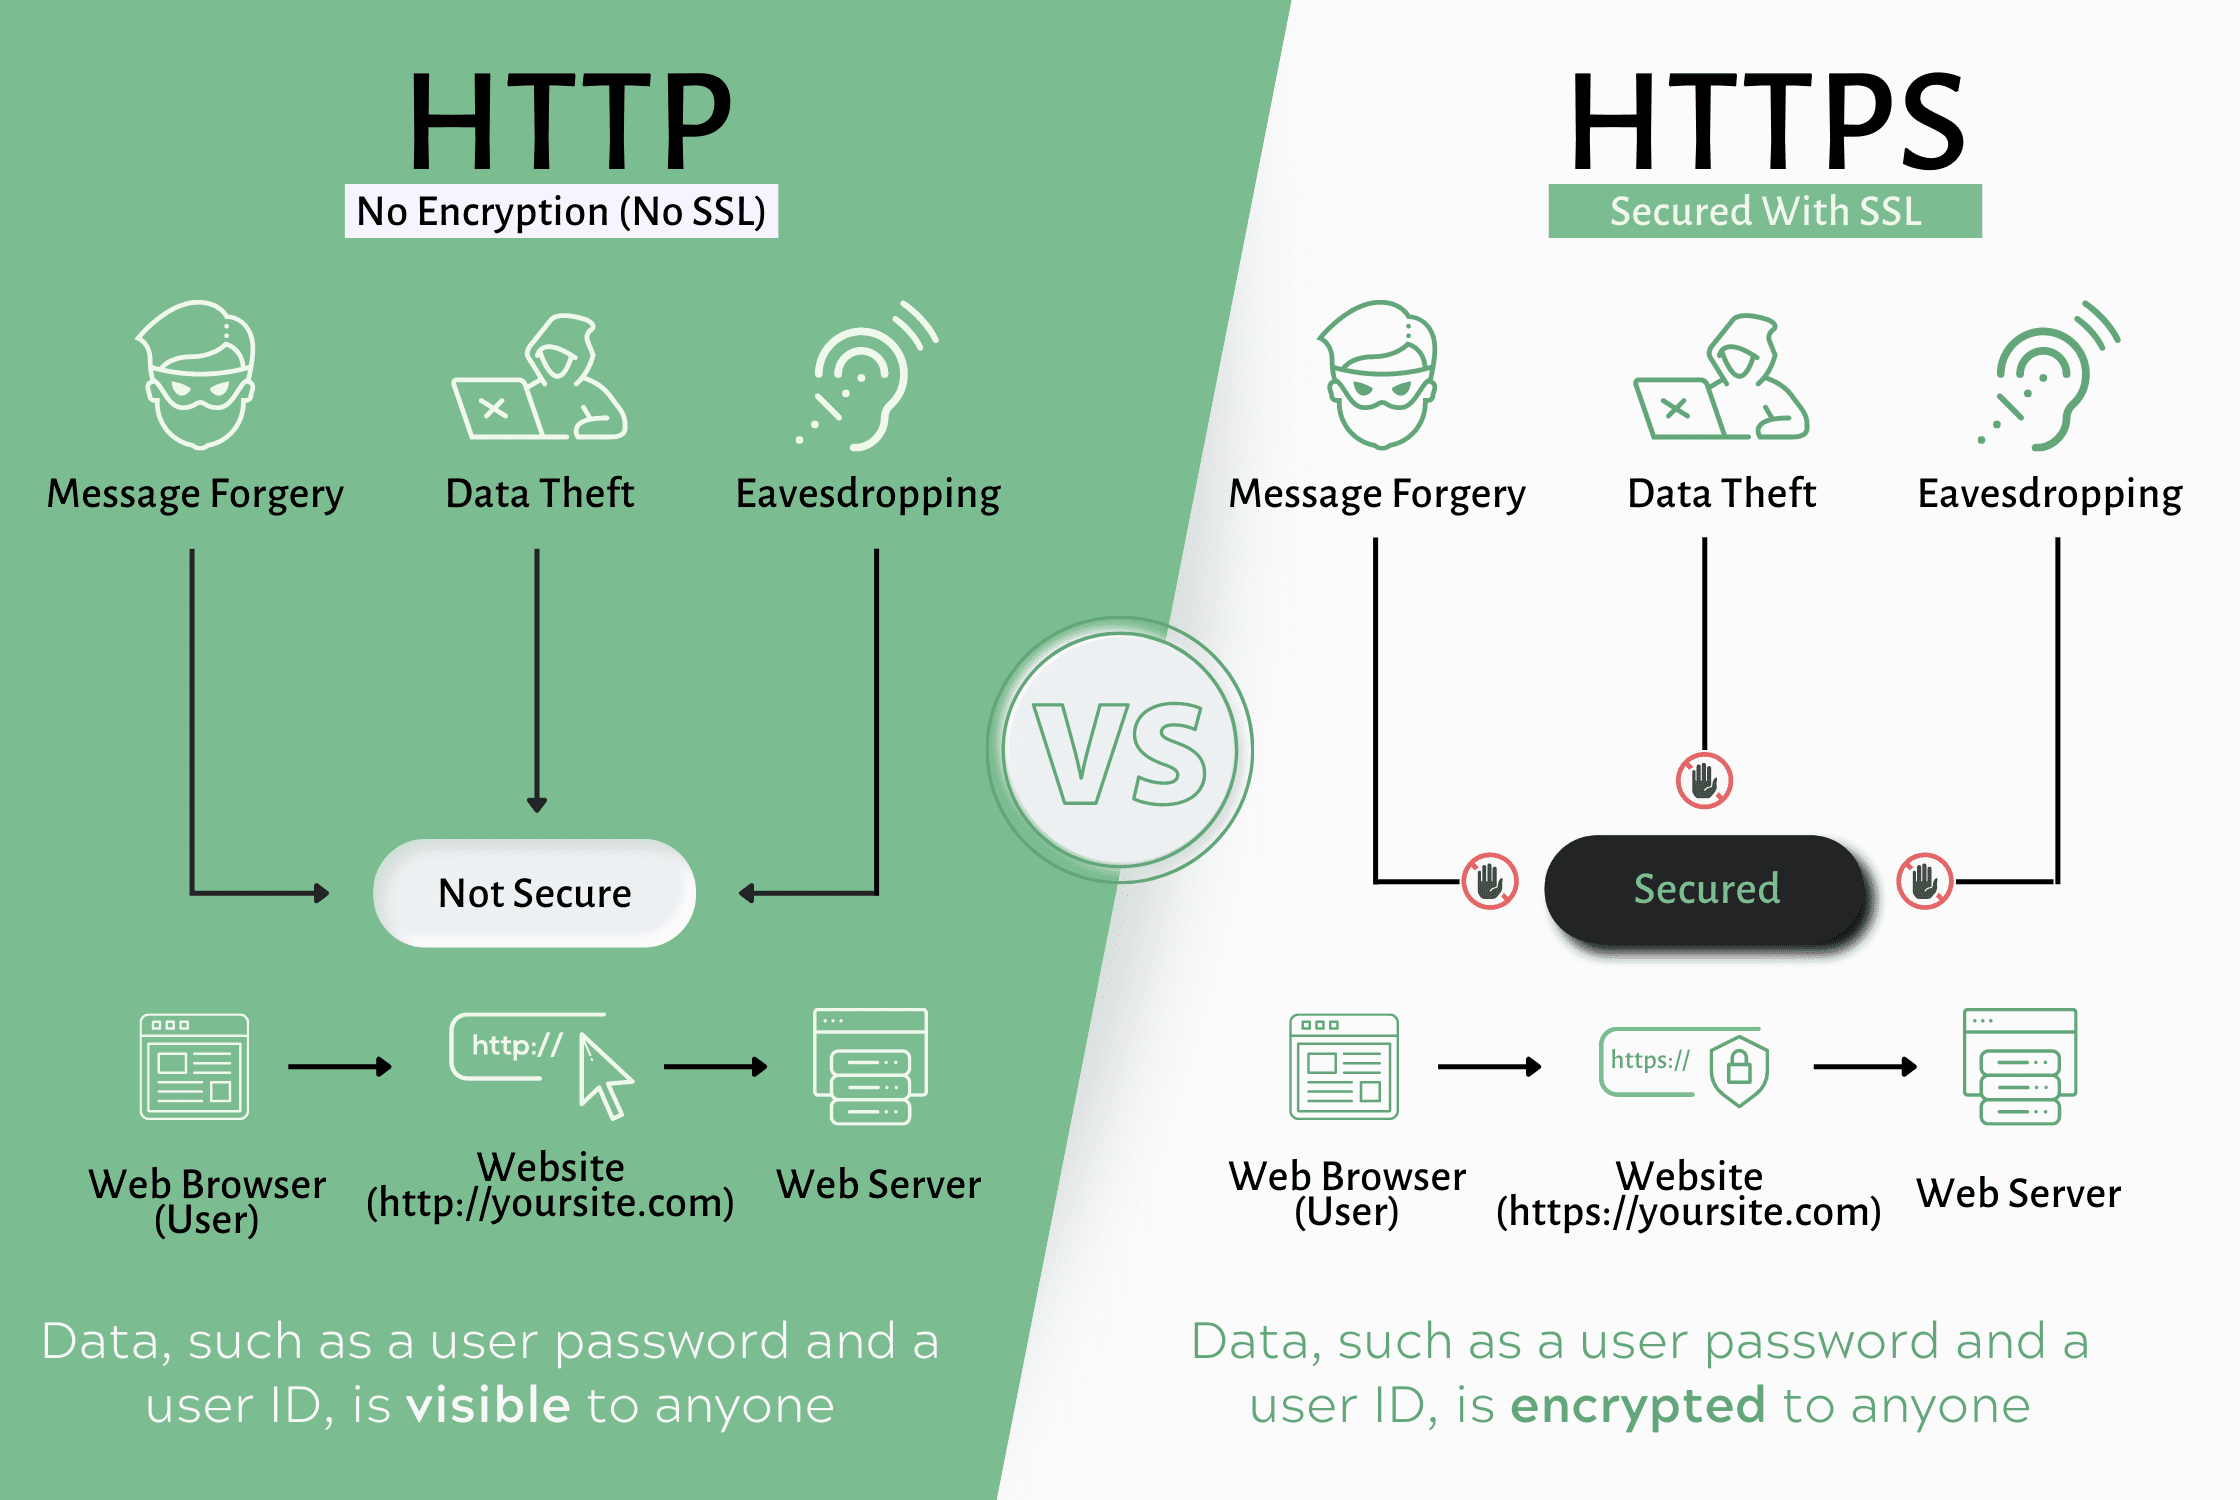 HTTP
No Encryption (No SSL)
Message Forgery
Data Theft
Eavesdropping
Not Secure
http://
Web Browser
(User)
Website
(http://yoursite.com)
Web Server
Data, such as a user password and a
user ID, is visible to anyone
VS
HTTPS
Secured With SSL
Message Forgery
Data Theft
Eavesdropping
Secured
https://
Web Browser
(User)
Website
(https://yoursite.com)
Web Server
Data, such as a user password and a
user ID, is encrypted to anyone